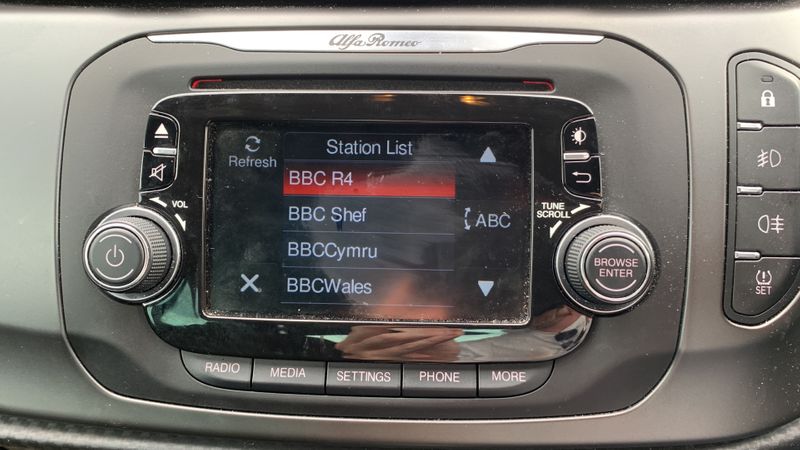 Alfa Romeo
Station List
Refresh
BBC R4
BBC Shef
ABC
BBCCymru
BBCWales
VOL
TUNE
SCROLL
BROWSE
ENTER
SET
RADIO
MEDIA
SETTINGS
PHONE
MORE